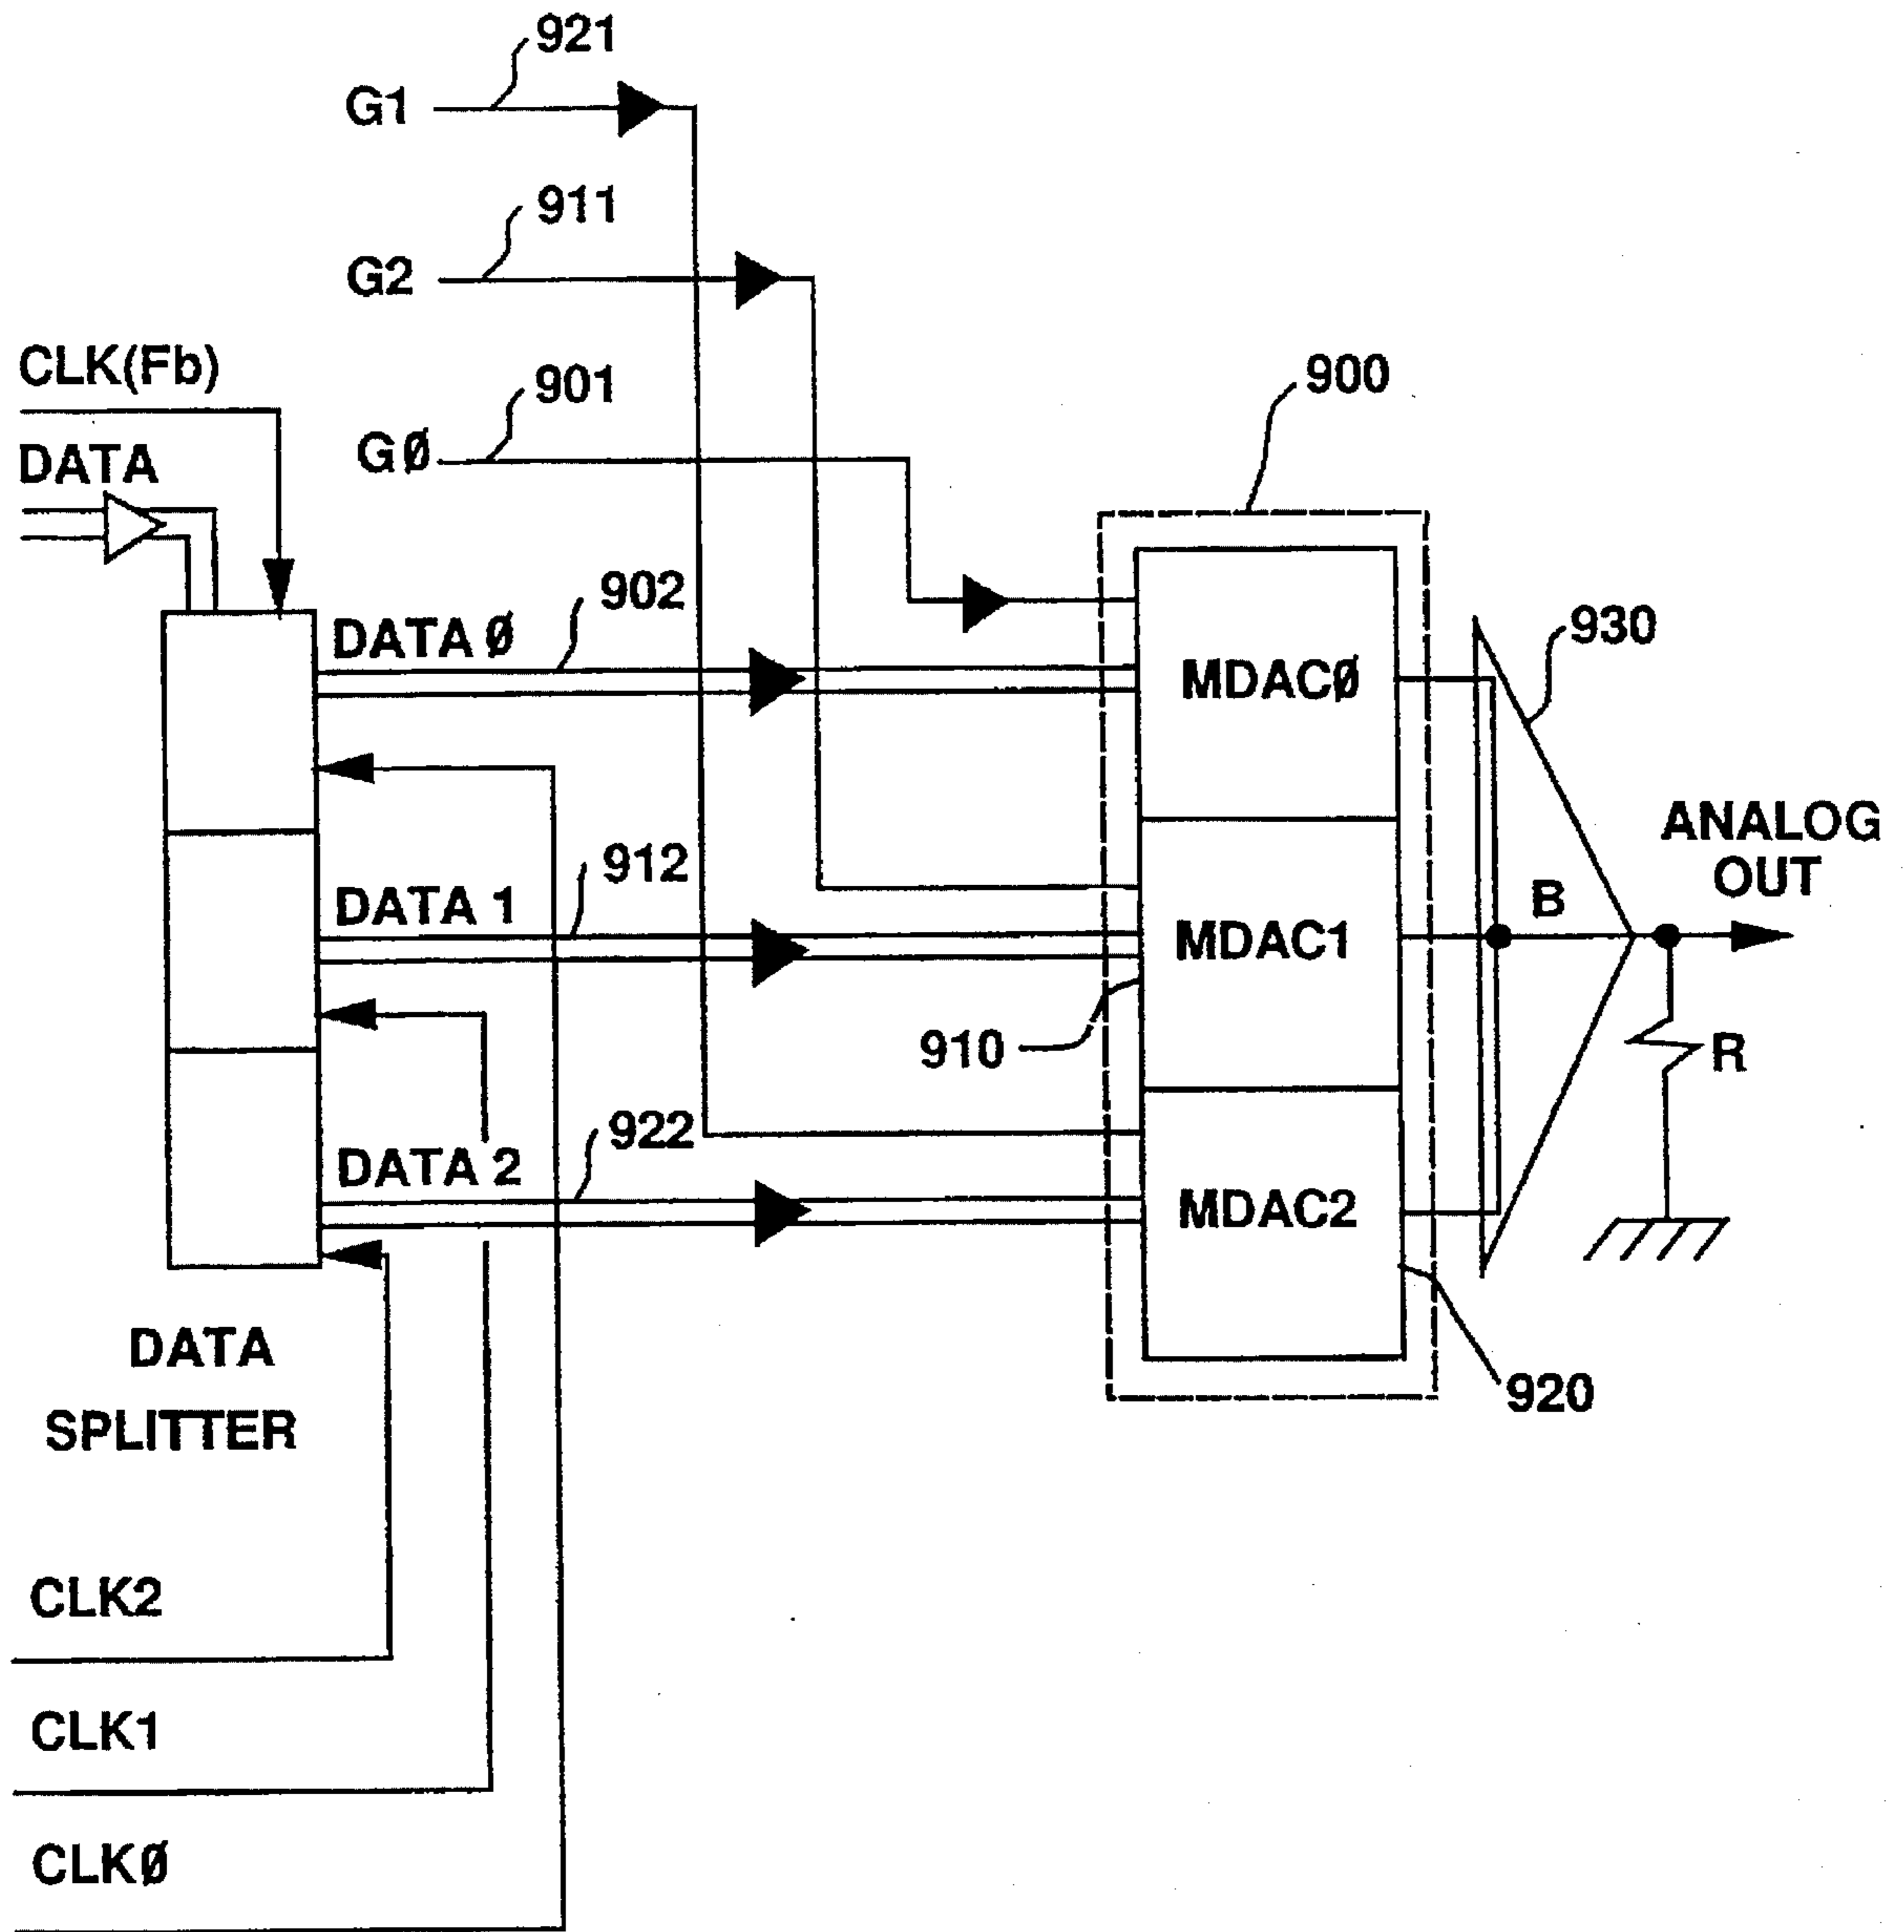 921
G1
911
G2
CLK(Fb)
901
900
GØ
DATA
902
930
DATA Ø
MDACØ
ANALOG
OUT
912
B
DATA 1
MDAC1
910
R
922
DATA 2
MDAC2
DATA
SPLITTER
920
CLK2
CLK1
CLKØ